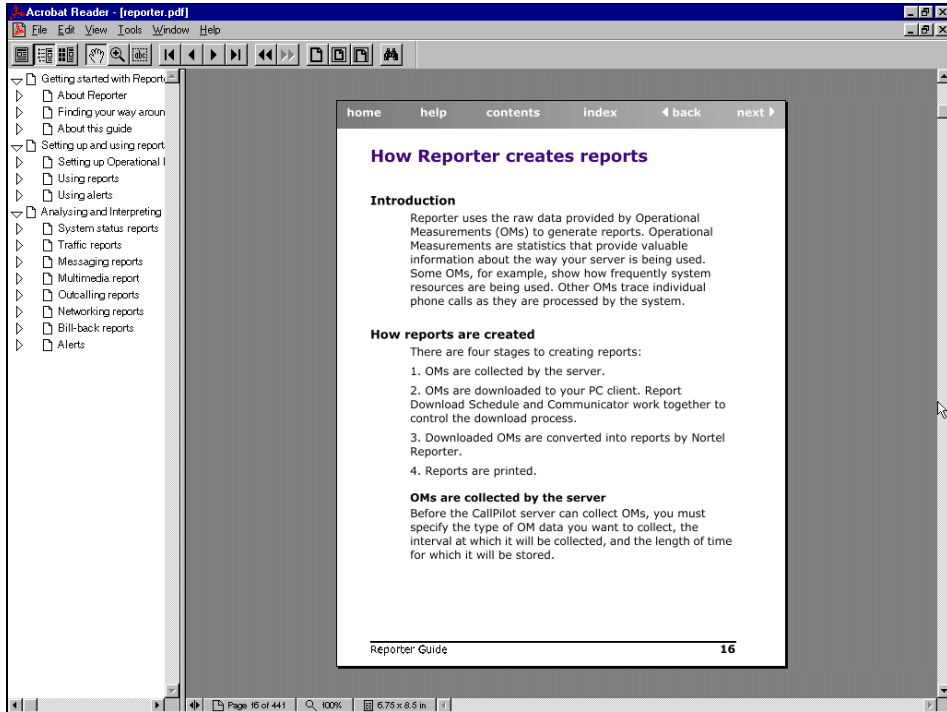 Acrobat Reader - [reporter.pdf]
File Edit View Tools Window Help
Getting started with Reporte
About Reporter
Finding your way aroun
About this guide
Setting up and using report
Setting up Operational
Using reports
Using alerts
Analysing and Interpreting
System status reports
Traffic reports
Messaging reports
Multimedia report
Outcalling reports
Networking reports
Bill-back reports
Alerts
home help contents index back next
How Reporter creates reports
Introduction
Reporter uses the raw data provided by Operational
Measurements (OMs) to generate reports. Operational
Measurements are statistics that provide valuable
information about the way your server is being used.
Some OMs, for example, show how frequently system
resources are being used. Other OMs trace individual
phone calls as they are processed by the system.
How reports are created
There are four stages to creating reports:
1. OMs are collected by the server.
2. OMs are downloaded to your PC client. Report
Download Schedule and Communicator work together to
control the download process.
3. Downloaded OMs are converted into reports by Nortel
Reporter.
4. Reports are printed.
OMs are collected by the server
Before the CallPilot server can collect OMs, you must
specify the type of OM data you want to collect, the
interval at which it will be collected, and the length of time
for which it will be stored.
Reporter Guide 16
Page 16 of 441 100% 6.75 x 8.5 in